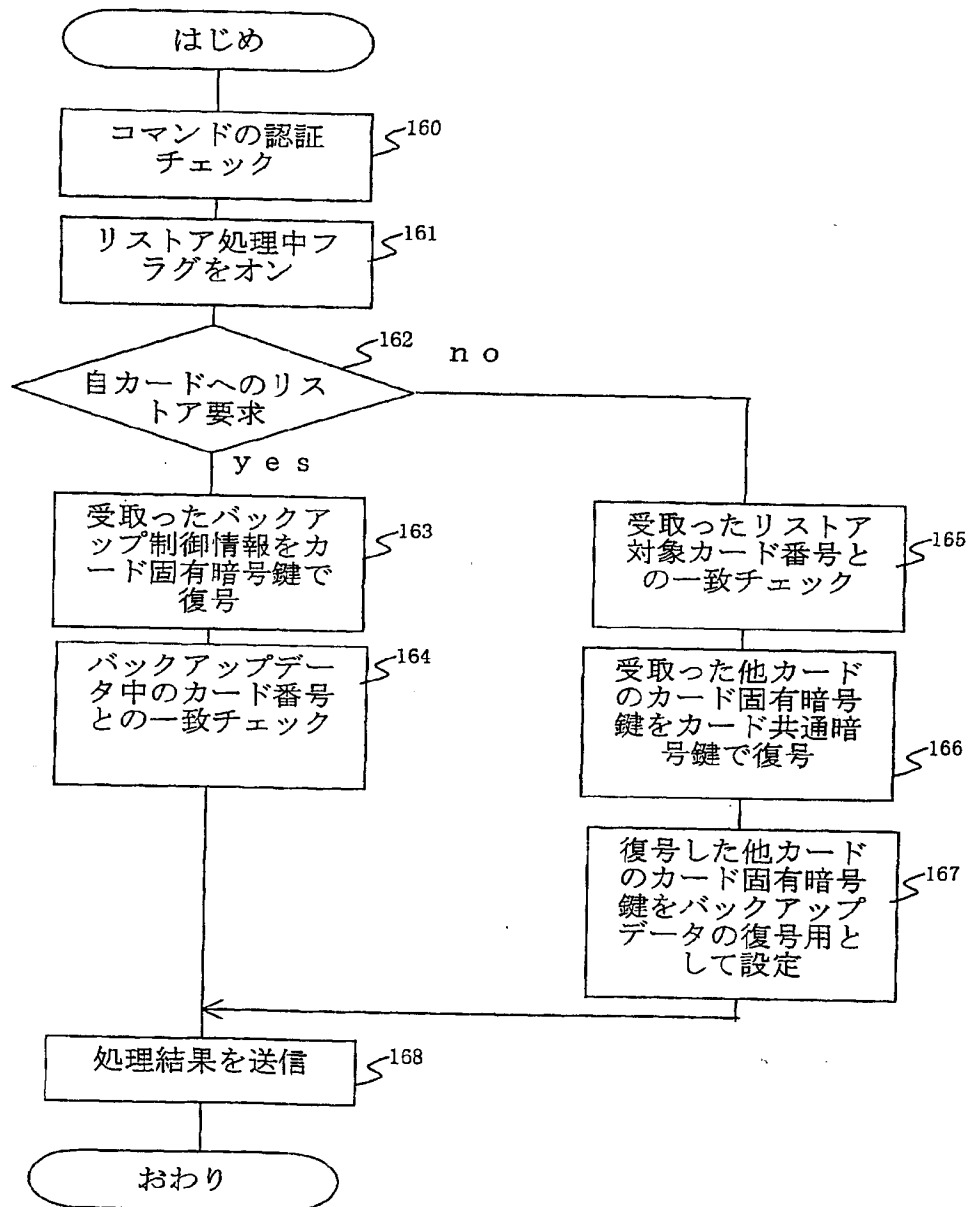 はじめ
コマンドの認証
チェック
160
リストア処理中フ
ラグをオン
161
162
no
自カードへのリス
トア要求
yes
受取ったバックア
ップ制御情報をカ
ード固有暗号鍵で
復号
163
バックアップデー
タ中のカード番号
との一致チェック
164
受取ったリストア
対象カード番号と
の一致チェック
165
受取った他カード
のカード固有暗号
鍵をカード共通暗
号鍵で復号
166
復号した他カード
のカード固有暗号
鍵をバックアップ
データの復号用と
して設定
167
処理結果を送信
168
おわり